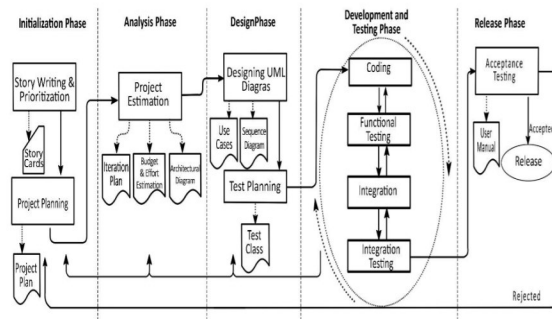 Initialization Phase
Story Writing &
Prioritization
Story
Cards
Project Planning
Project
Plan
Analysis Phase
Project
Estimation
Iteration
Plan
Budget
& Effort
Estimation
Architectural
Diagram
DesignPhase
Designing UML
Diagras
Use
Cases
Sequence
Diagram
Test Planning
Test
Class
Development and
Testing Phase
Coding
Functional
Testing
Integration
Integration
Testing
Release Phase
Acceptance
Testing
User
Manual
Accepted
Release
Rejected